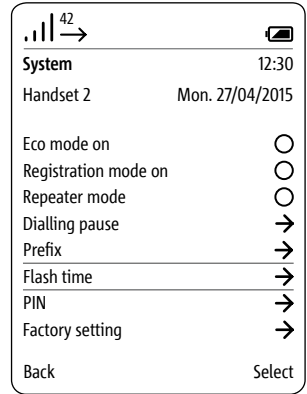 42
System 12:30
Handset 2 Mon. 27/04/2015
Eco mode on
Registration mode on
Repeater mode
Dialling pause
Prefix
Flash time
PIN
Factory setting
Back Select